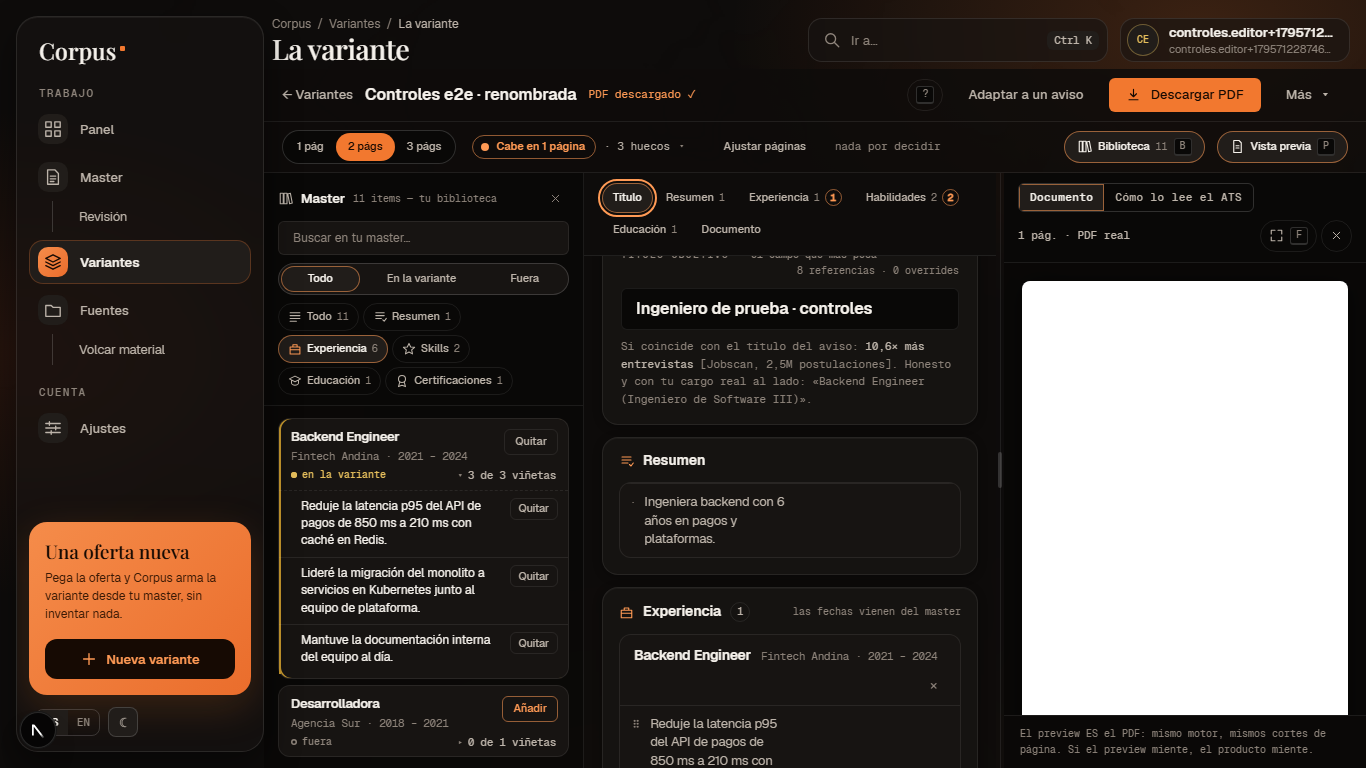 Corpus
TRABAJO
Panel
Master
Revisión
Variantes
Fuentes
Volcar material
CUENTA
Ajustes
Una oferta nueva
Pega la oferta y Corpus arma la
variante desde tu master, sin
inventar nada.
+ Nueva variante
EN
Corpus / Variantes / La variante
La variante
Ir a…
Ctrl K
CE
controles.editor+1795712…
controles.editor+179571228746…
← Variantes
Controles e2e · renombrada
PDF descargado ✓
?
Adaptar a un aviso
Descargar PDF
Más
1 pág
2 págs
3 págs
Cabe en 1 página
· 3 huecos
Ajustar páginas
nada por decidir
Biblioteca 11 B
Vista previa P
Master 11 items — tu biblioteca ×
Buscar en tu master…
Todo
En la variante
Fuera
Todo 11
Resumen 1
Experiencia 6
Skills 2
Educación 1
Certificaciones 1
Backend Engineer
Quitar
Fintech Andina · 2021 – 2024
en la variante
3 de 3 viñetas
Reduje la latencia p95 del API de
pagos de 850 ms a 210 ms con
caché en Redis.
Quitar
Lideré la migración del monolito a
servicios en Kubernetes junto al
equipo de plataforma.
Quitar
Mantuve la documentación interna
del equipo al día.
Quitar
Desarrolladora
Añadir
Agencia Sur · 2018 – 2021
fuera
0 de 1 viñetas
Título
Resumen 1
Experiencia 1 1
Habilidades 2 2
Educación 1
Documento
8 referencias · 0 overrides
Ingeniero de prueba · controles
Si coincide con el título del aviso: 10,6× más
entrevistas [Jobscan, 2,5M postulaciones]. Honesto
y con tu cargo real al lado: «Backend Engineer
(Ingeniero de Software III)».
Resumen
Ingeniera backend con 6
años en pagos y
plataformas.
Experiencia 1
las fechas vienen del master
Backend Engineer Fintech Andina · 2021 – 2024
×
Reduje la latencia p95
del API de pagos de
850 ms a 210 ms con
Documento
Cómo lo lee el ATS
1 pág. · PDF real
F
×
El preview ES el PDF: mismo motor, mismos cortes de
página. Si el preview miente, el producto miente.